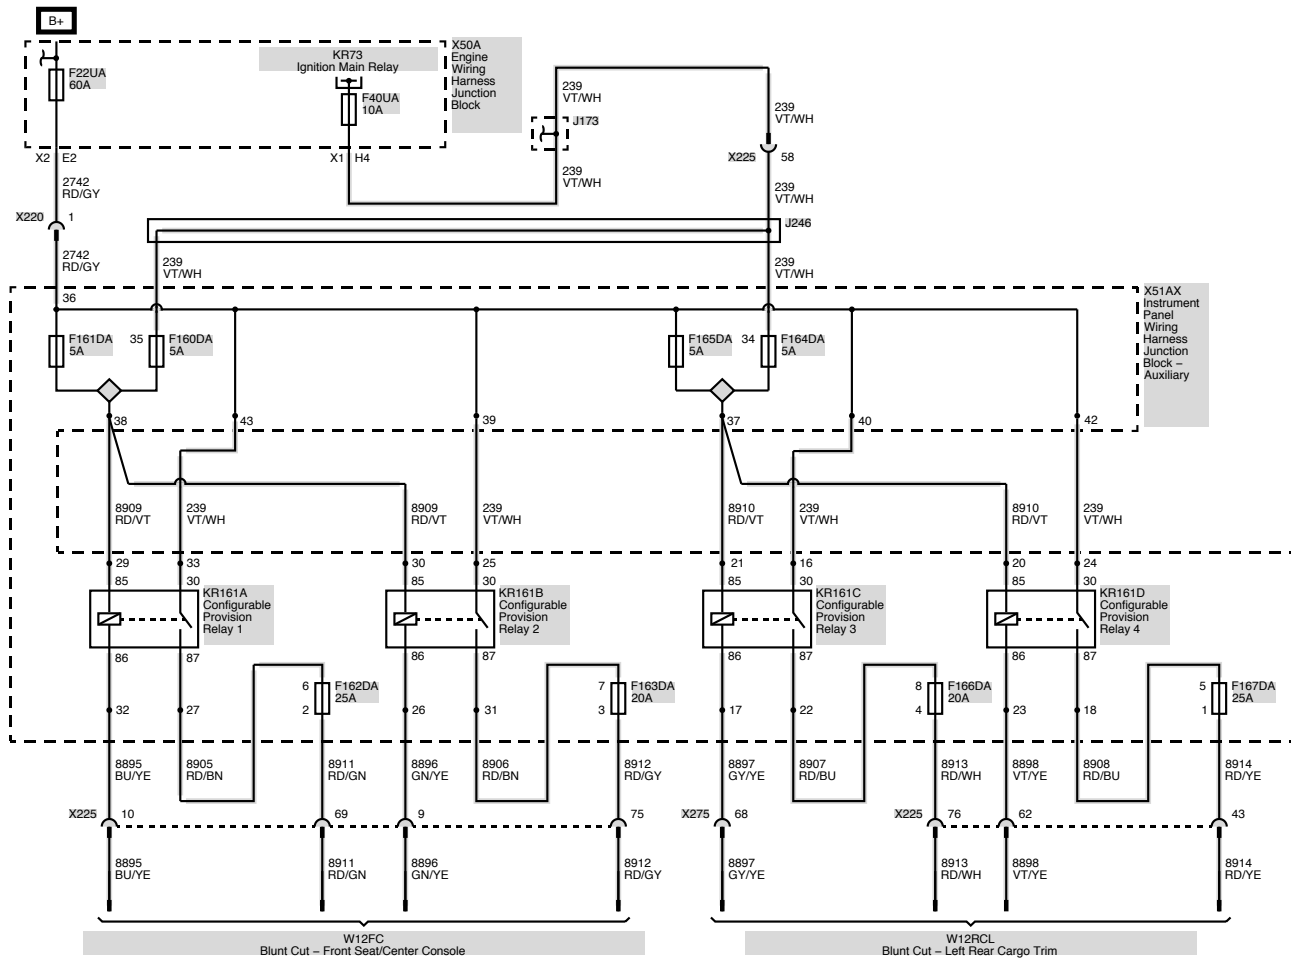 B+
F22UA
60A
KR73
Ignition Main Relay
F40UA
10A
X50A
Engine
Wiring
Harness
Junction
Block
239
VT/WH
J173
239
VT/WH
X2 E2
X1 H4
239
VT/WH
X225 58
2742
RD/GY
239
VT/WH
X220 1
J246
2742
RD/GY
239
VT/WH
239
VT/WH
36
X51AX
Instrument
Panel
Wiring
Harness
Junction
Block –
Auxiliary
F161DA
5A
35
F160DA
5A
F165DA
5A
34
F164DA
5A
38
43
39
37
40
42
8909
RD/VT
239
VT/WH
8909
RD/VT
239
VT/WH
8910
RD/VT
239
VT/WH
8910
RD/VT
239
VT/WH
29 33 30 25 21 16 20 24
85 30 85 30 85 30 85 30
KR161A
Configurable
Provision
Relay 1
KR161B
Configurable
Provision
Relay 2
KR161C
Configurable
Provision
Relay 3
KR161D
Configurable
Provision
Relay 4
86 87 86 87 86 87 86 87
6
F162DA
25A
2
7
F163DA
20A
3
8
F166DA
20A
4
5
F167DA
25A
1
32 27 26 31 17 22 23 18
8895
BU/YE
8905
RD/BN
8911
RD/GN
8896
GN/YE
8906
RD/BN
8912
RD/GY
8897
GY/YE
8907
RD/BU
8913
RD/WH
8898
VT/YE
8908
RD/BU
8914
RD/YE
X225 10 69 9 75 X275 68 X225 76 62 43
8895
BU/YE
8911
RD/GN
8896
GN/YE
8912
RD/GY
8897
GY/YE
8913
RD/WH
8898
VT/YE
8914
RD/YE
W12FC
Blunt Cut – Front Seat/Center Console
W12RCL
Blunt Cut – Left Rear Cargo Trim